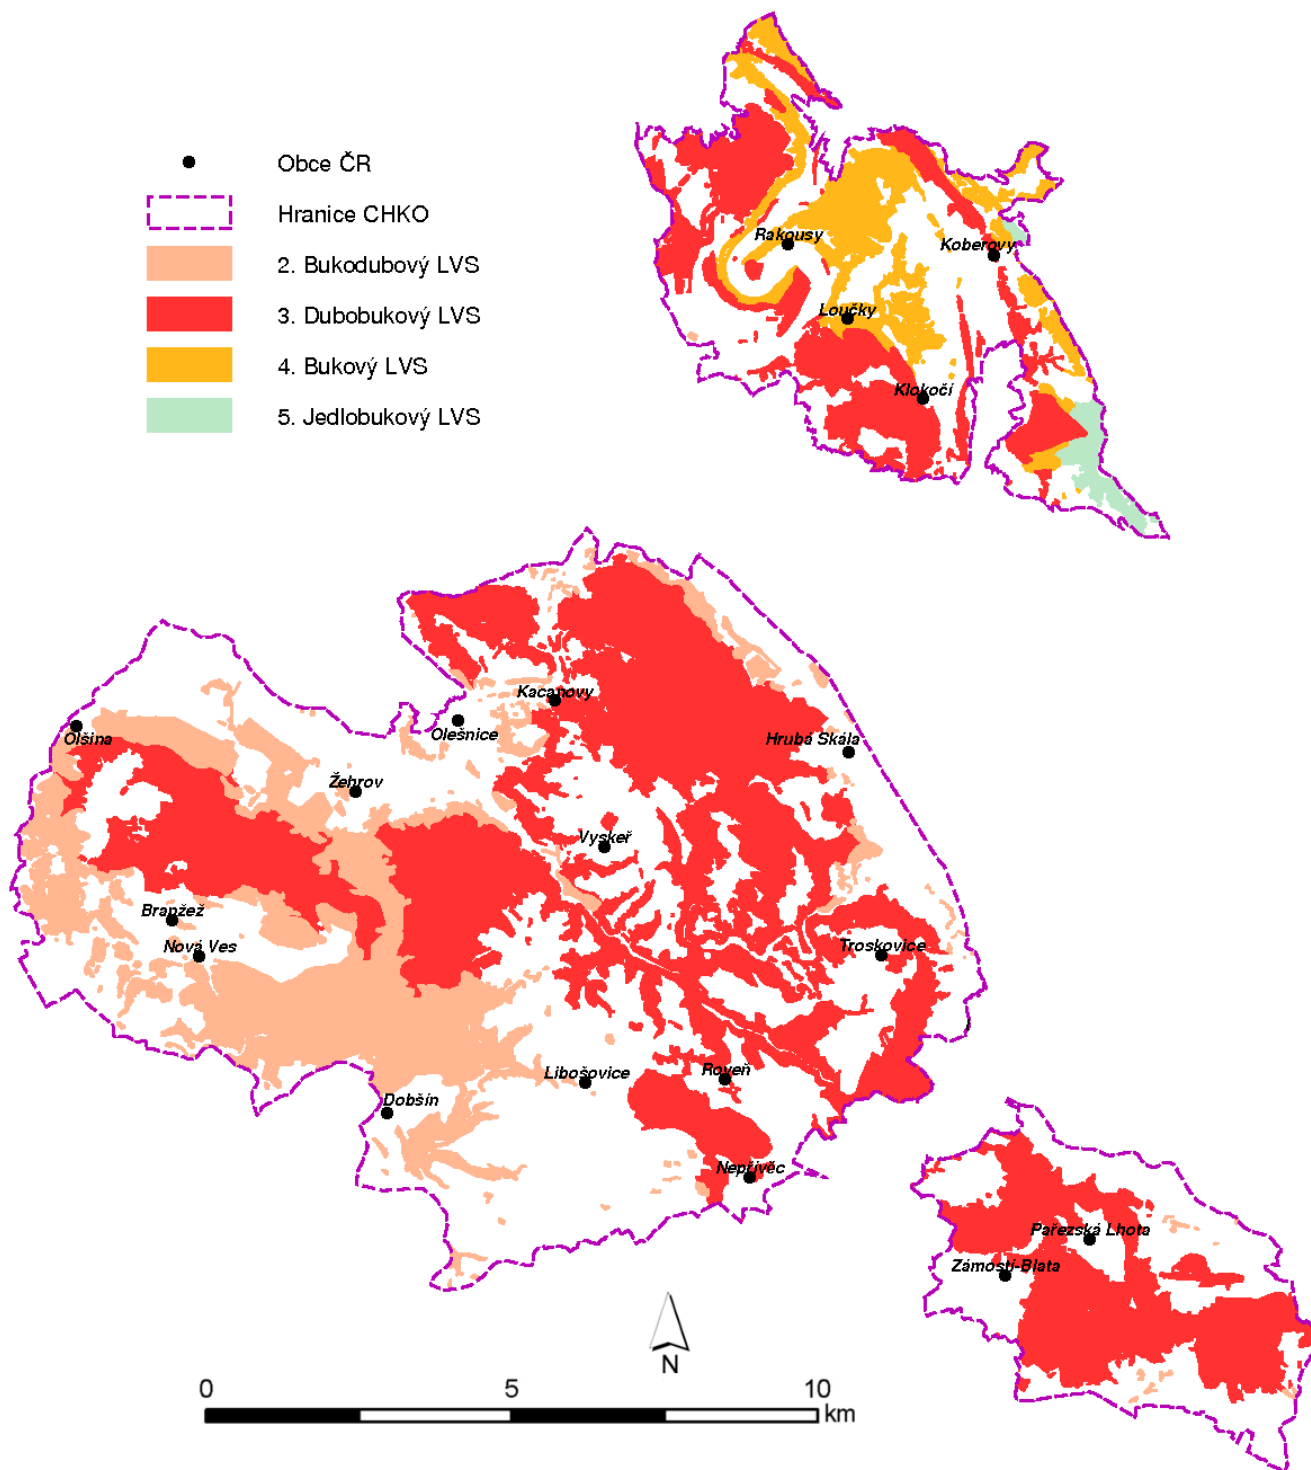 Obce ČR
Hranice CHKO
2. Bukodubový LVS
3. Dubobukový LVS
4. Bukový LVS
5. Jedlobukový LVS
Rakousy
Koberovy
Loučky
Klokočí
Kacanovy
Olešnice
Olšina
Hrubá Skála
Žehrov
Vyskeř
Branžež
Nová Ves
Troskovice
Libošovice
Roveň
Dobšín
Nepřívěc
Pařezská Lhota
Zámostí-Blata
N
0 5 10
km